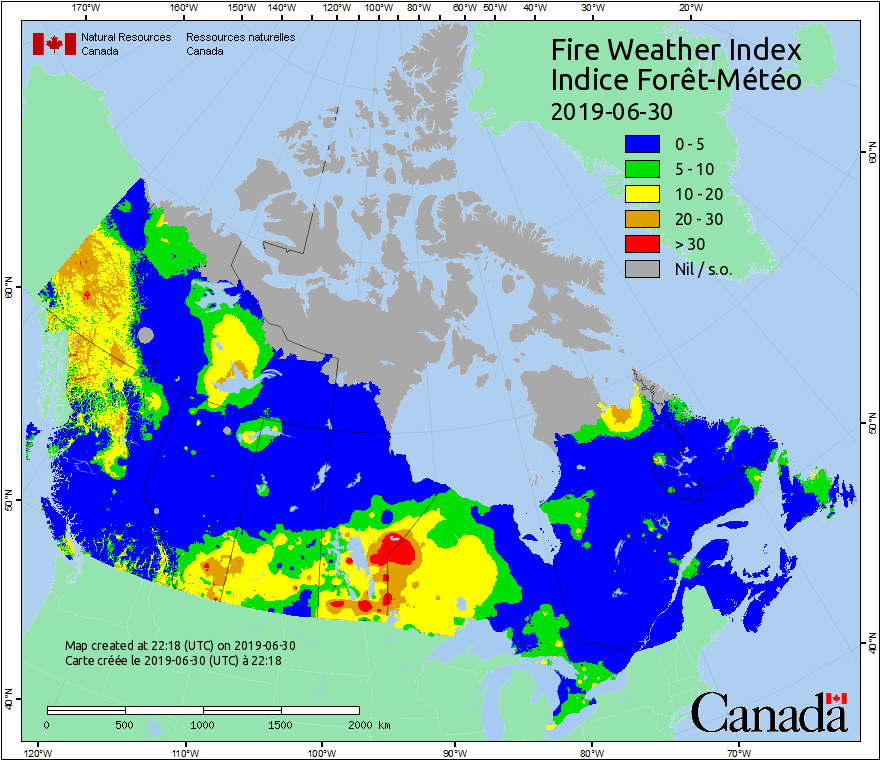 170°W 160°W 150°W 140°W 130°W 120°W 110°W 100°W 90°W 80°W 70°W 60°W 50°W 40°W 30°W 20°W
Natural Resources Ressources naturelles
Canada Canada
Fire Weather Index
Indice Forêt-Météo
2019-06-30
0 - 5
5 - 10
10 - 20
20 - 30
> 30
Nil / s.o.
60°N
60°N
50°N
50°N
40°N
40°N
Map created at 22:18 (UTC) on 2019-06-30
Carte créée le 2019-06-30 (UTC) à 22:18
0 500 1000 1500 2000 km
Canada
120°W 110°W 100°W 90°W 80°W 70°W